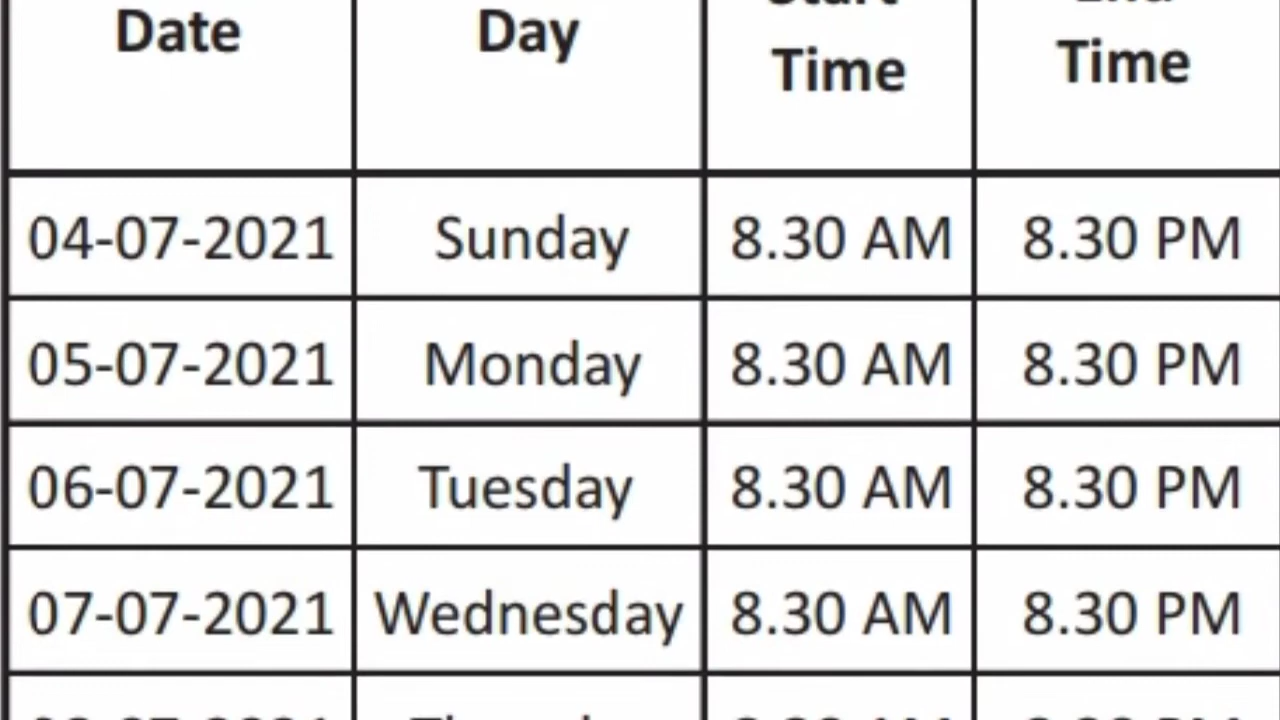 Date Day Start Time End Time
04-07-2021 Sunday 8.30 AM 8.30 PM
05-07-2021 Monday 8.30 AM 8.30 PM
06-07-2021 Tuesday 8.30 AM 8.30 PM
07-07-2021 Wednesday 8.30 AM 8.30 PM